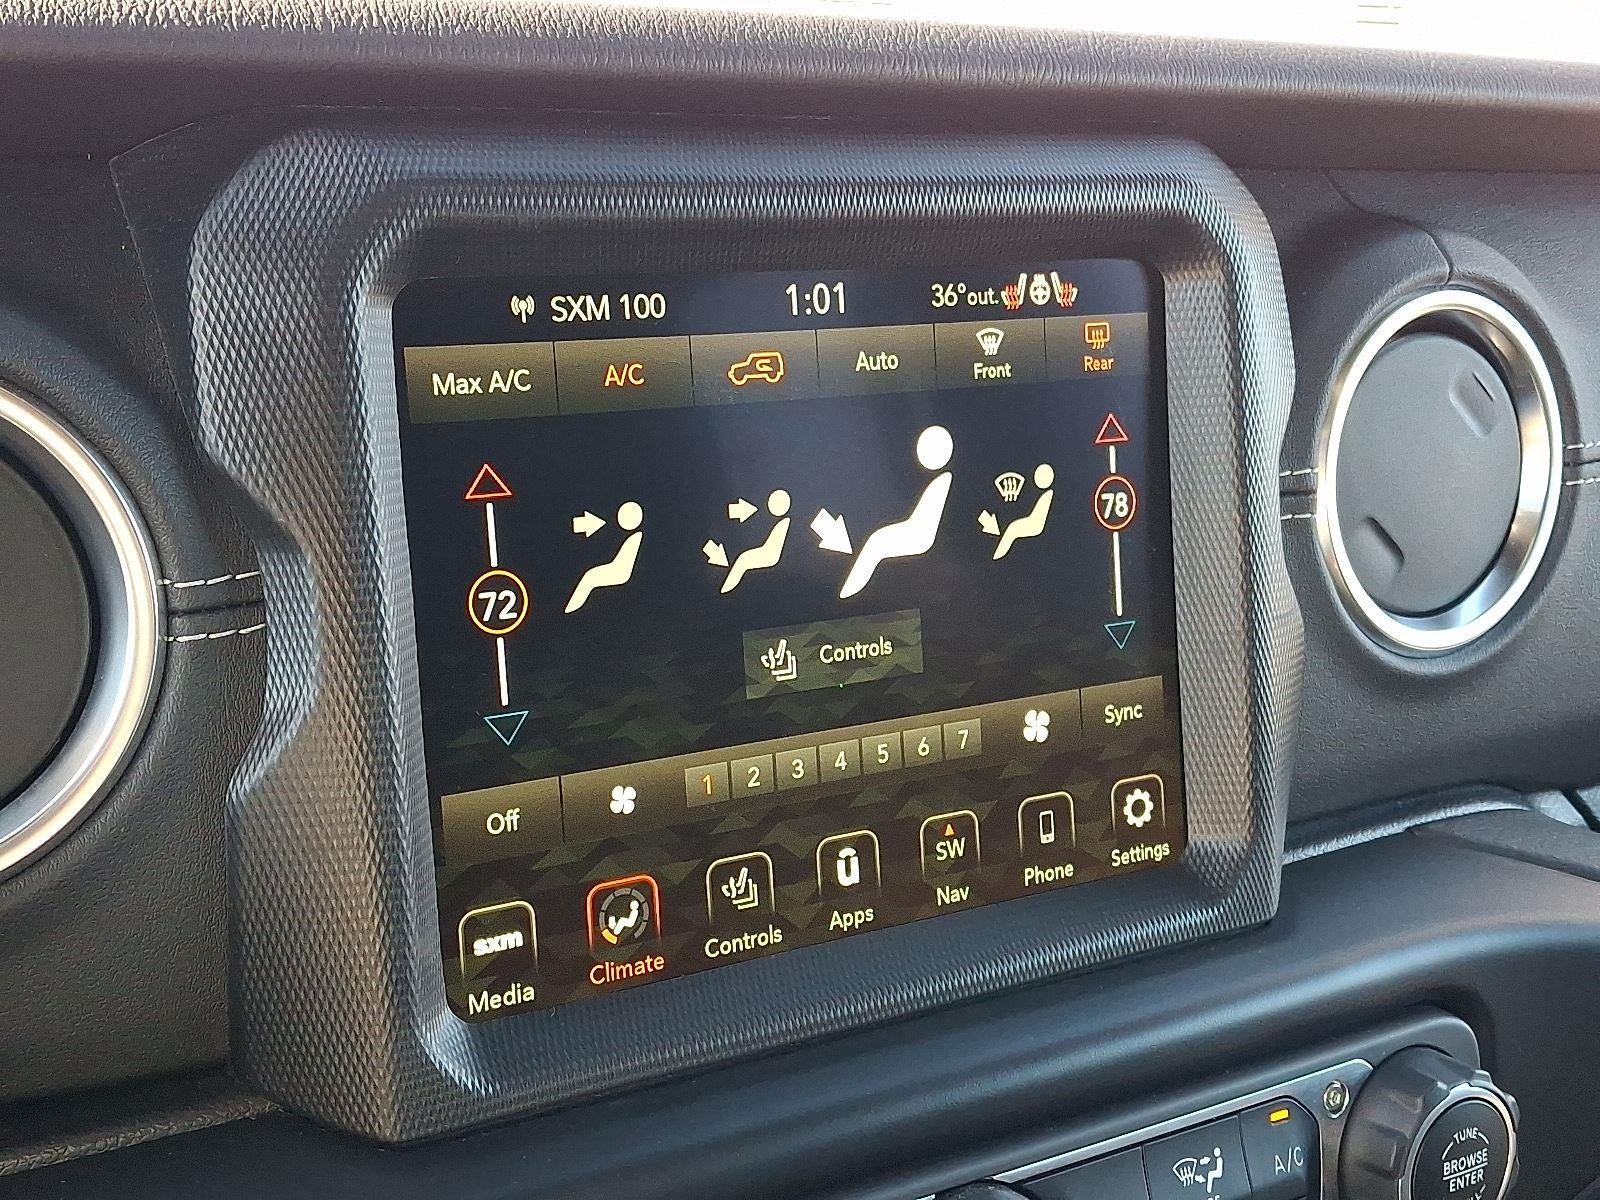 SXM 100 1:01 36°out.
Max A/C A/C Auto Front Rear
72 78
Controls
Off 1 2 3 4 5 6 7 Sync
sxm SW
Media Climate Controls Apps Nav Phone Settings
A/C
TUNE
BROWSE
ENTER